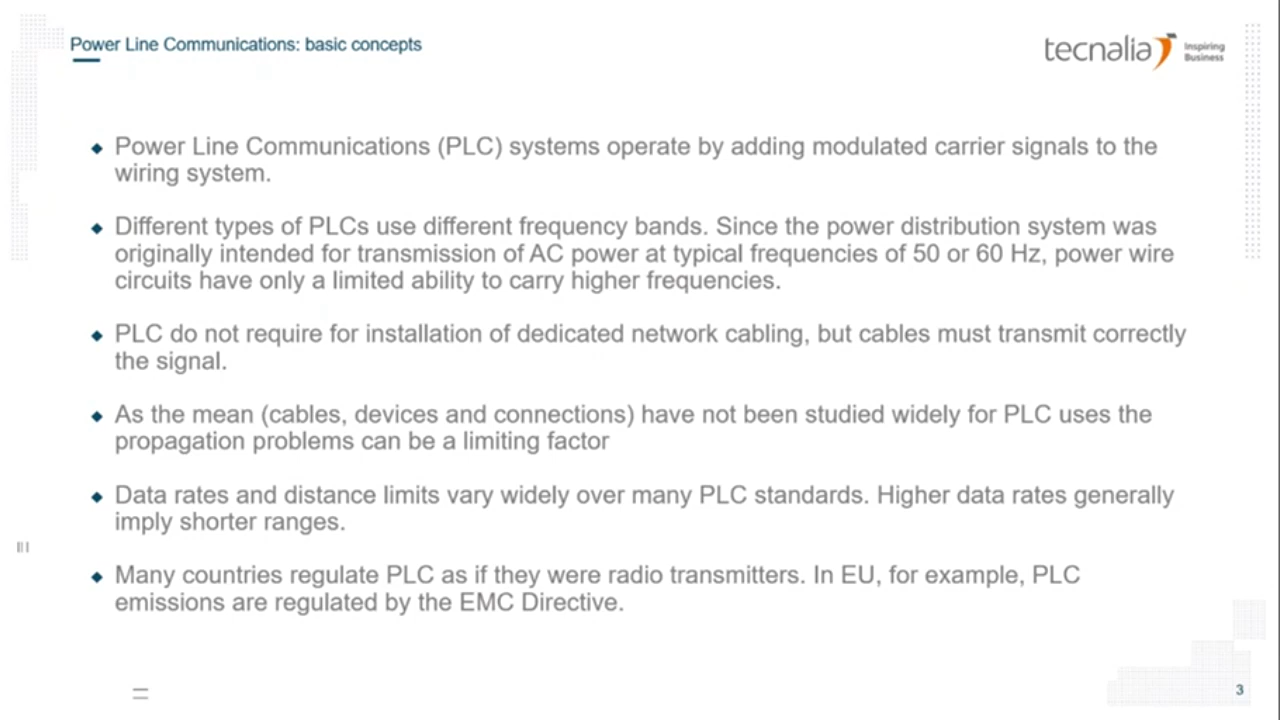 Power Line Communications: basic concepts
tecnalia Inspiring
Business
Power Line Communications (PLC) systems operate by adding modulated carrier signals to the
wiring system.
Different types of PLCs use different frequency bands. Since the power distribution system was
originally intended for transmission of AC power at typical frequencies of 50 or 60 Hz, power wire
circuits have only a limited ability to carry higher frequencies.
PLC do not require for installation of dedicated network cabling, but cables must transmit correctly
the signal.
As the mean (cables, devices and connections) have not been studied widely for PLC uses the
propagation problems can be a limiting factor
Data rates and distance limits vary widely over many PLC standards. Higher data rates generally
imply shorter ranges.
Many countries regulate PLC as if they were radio transmitters. In EU, for example, PLC
emissions are regulated by the EMC Directive.
3